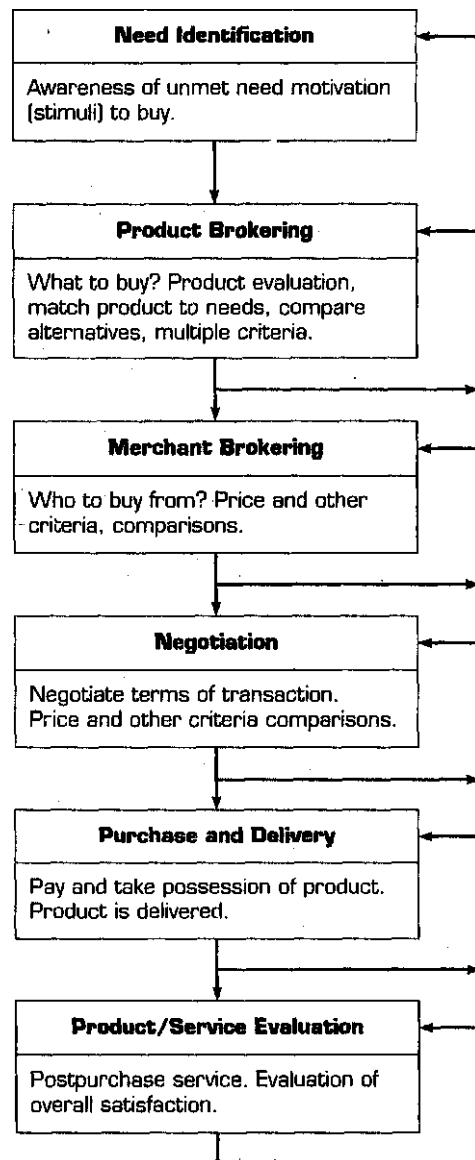 Need Identification
Awareness of unmet need motivation
(stimuli) to buy.
Product Brokering
What to buy? Product evaluation,
match product to needs, compare
alternatives, multiple criteria.
Merchant Brokering
Who to buy from? Price and other
criteria, comparisons.
Negotiation
Negotiate terms of transaction.
Price and other criteria comparisons.
Purchase and Delivery
Pay and take possession of product.
Product is delivered.
Product/Service Evaluation
Postpurchase service. Evaluation of
overall satisfaction.